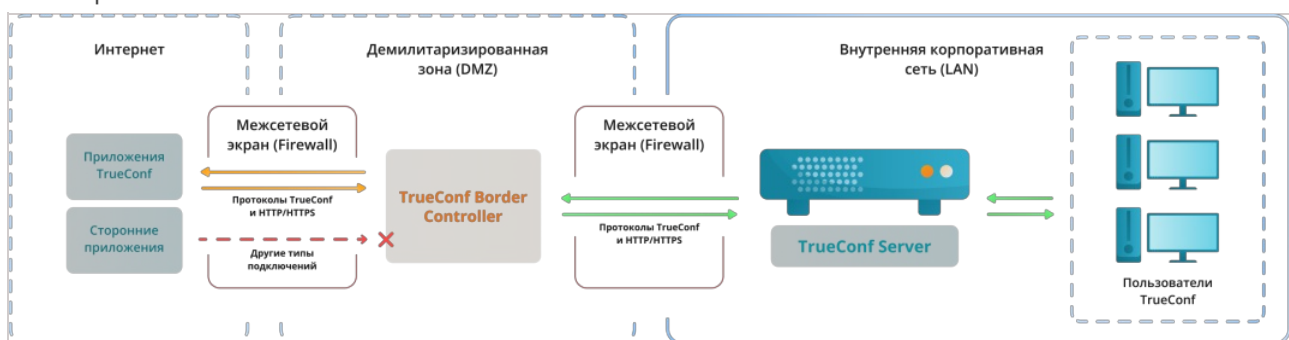 Интернет
Демилитаризированная
зона (DMZ)
Внутренняя корпоративная
сеть (LAN)
Межсетевой
экран (Firewall)
Приложения
TrueConf
Протоколы TrueConf
и HTTP/HTTPS
Сторонние
приложения
Другие типы
подключений
TrueConf Border
Controller
Межсетевой
экран (Firewall)
Протоколы TrueConf
и HTTP/HTTPS
TrueConf Server
Пользователи
TrueConf